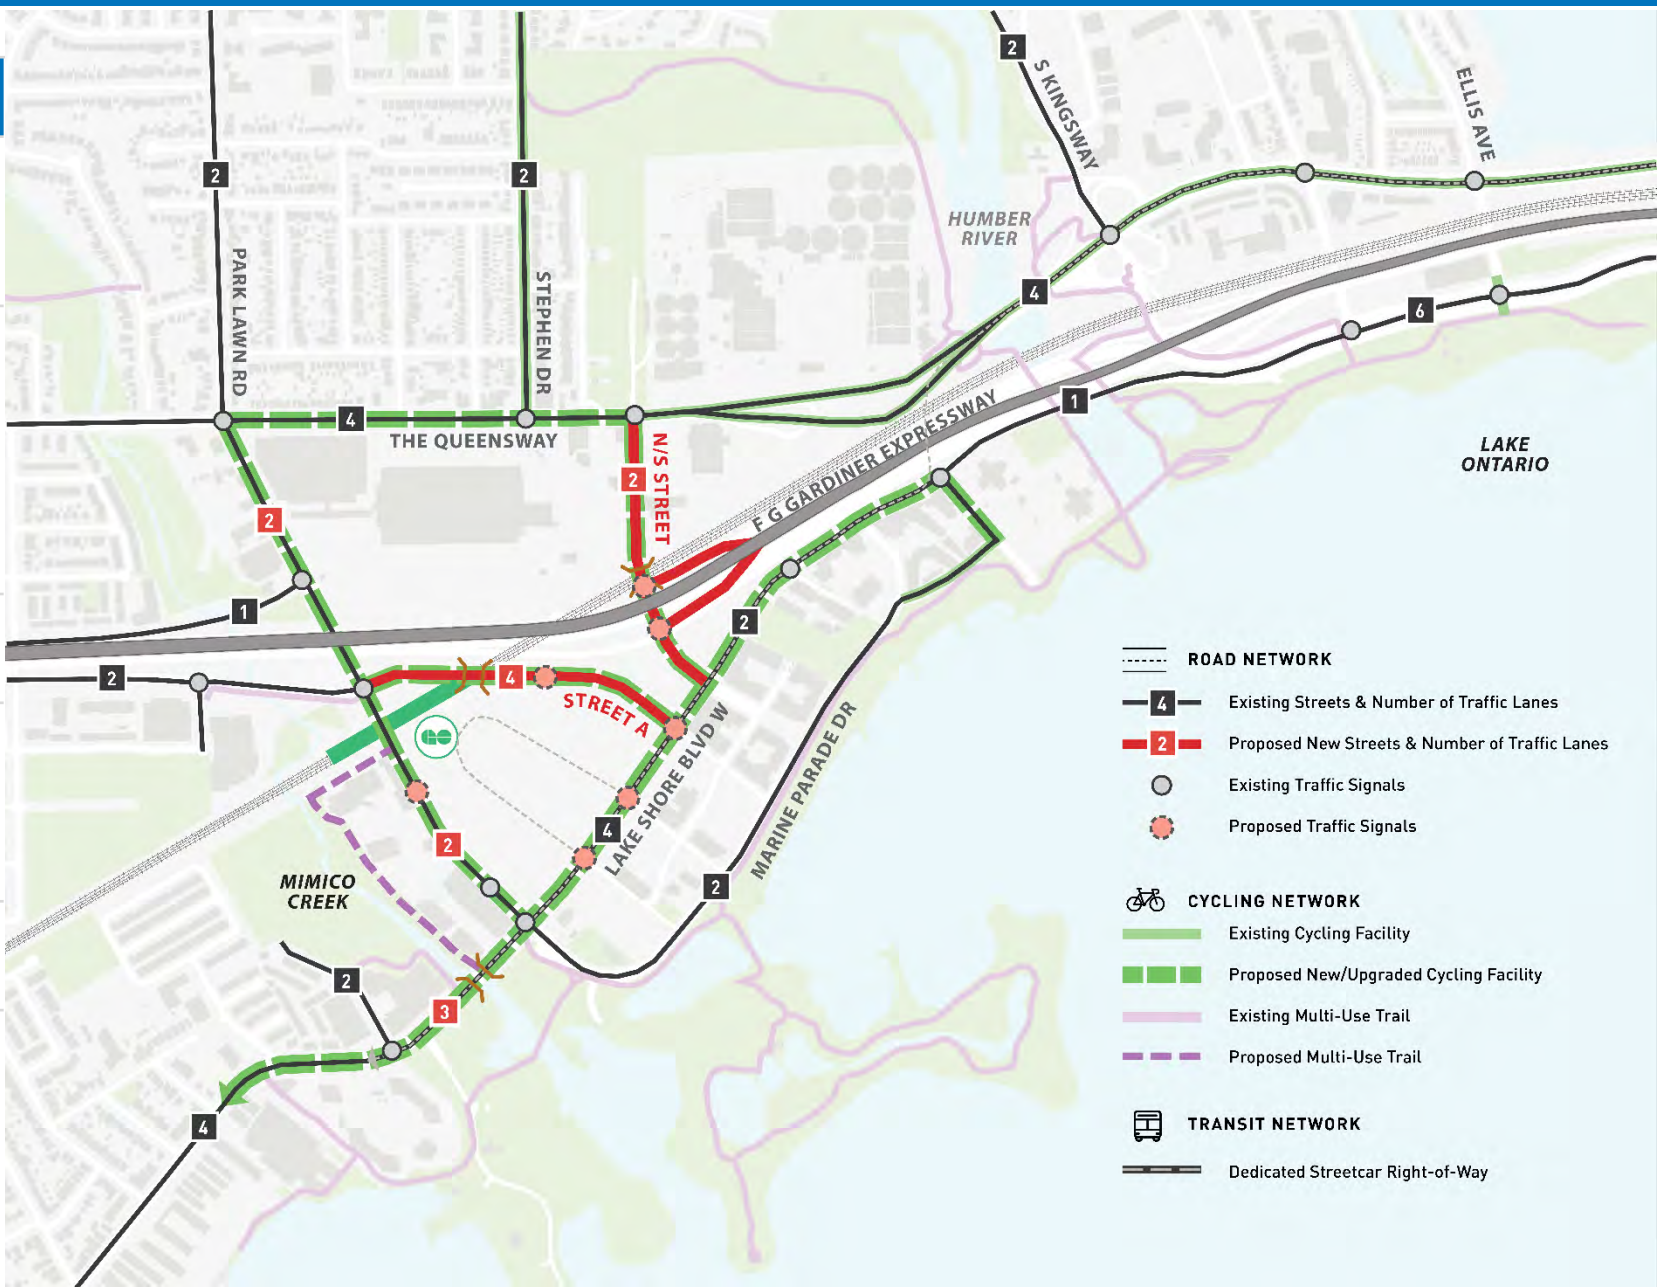 2
S KINGSWAY
ELLIS AVE
2
2
HUMBER
RIVER
PARK LAWN RD
STEPHEN DR
4
6
1
4
THE QUEENSWAY
N/S STREET
F G GARDINER EXPRESSWAY
LAKE
ONTARIO
2
2
1
2
2
4
STREET A
ROAD NETWORK
4 Existing Streets & Number of Traffic Lanes
2 Proposed New Streets & Number of Traffic Lanes
Existing Traffic Signals
Proposed Traffic Signals
LAKE SHORE BLVD W
MARINE PARADE DR
4
2
2
MIMICO
CREEK
CYCLING NETWORK
Existing Cycling Facility
Proposed New/Upgraded Cycling Facility
Existing Multi-Use Trail
Proposed Multi-Use Trail
2
3
4
TRANSIT NETWORK
Dedicated Streetcar Right-of-Way